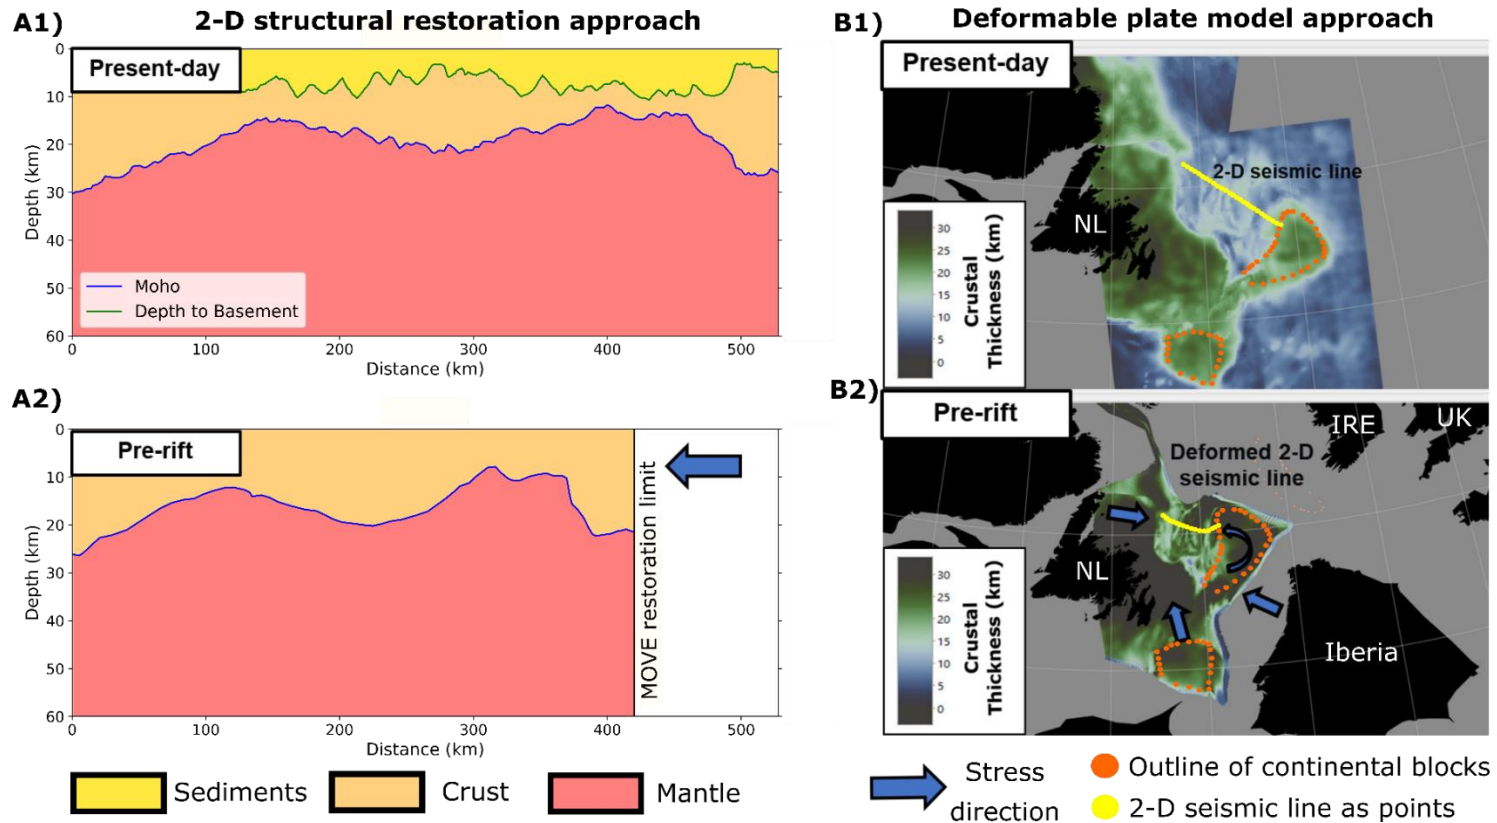 A1)
2-D structural restoration approach
Present-day
0
10
20
30
40
50
60
Depth (km)
Moho
Depth to Basement
0
100
200
300
400
500
Distance (km)
A2)
Pre-rift
0
10
20
30
40
50
60
Depth (km)
MOVE restoration limit
0
100
200
300
400
500
Distance (km)
Sediments
Crust
Mantle
B1)
Deformable plate model approach
Present-day
2-D seismic line
NL
30
25
20
15
10
5
0
Crustal
Thickness (km)
B2)
Pre-rift
IRE
UK
Deformed 2-D
seismic line
NL
Iberia
30
25
20
15
10
5
0
Crustal
Thickness (km)
Stress
direction
Outline of continental blocks
2-D seismic line as points